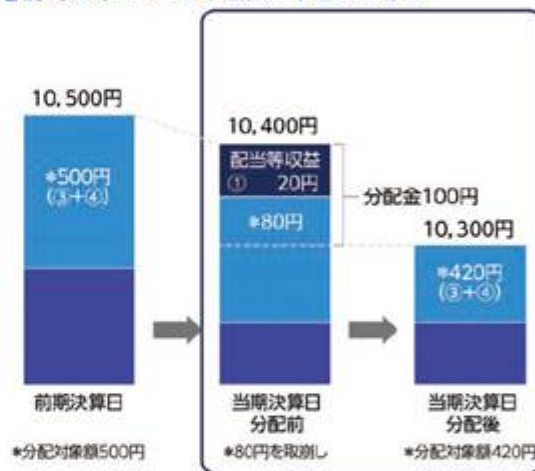 10,500円
*500円
(③+④)
前期決算日
*分配対象額500円
10,400円
配当等収益
① 20円
*80円
分配金100円
当期決算日
分配前
*80円を取崩し
10,300円
*420円
(③+④)
当期決算日
分配後
*分配対象額420円